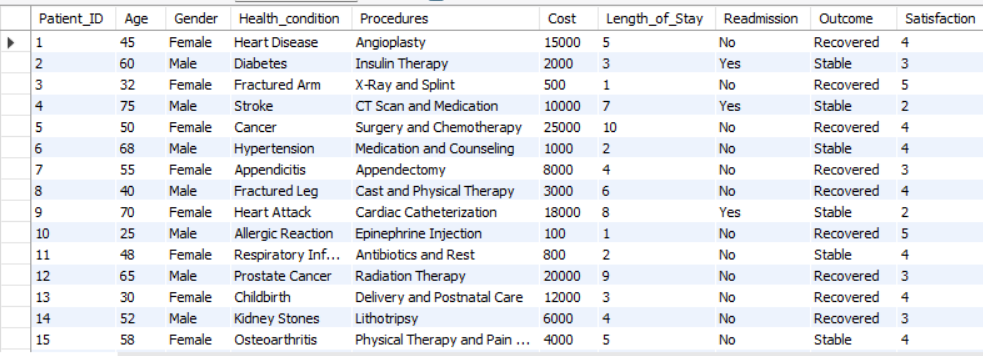 Patient_ID Age Gender Health_condition Procedures Cost Length_of_Stay Readmission Outcome Satisfaction
1 45 Female Heart Disease Angioplasty 15000 5 No Recovered 4
2 60 Male Diabetes Insulin Therapy 2000 3 Yes Stable 3
3 32 Female Fractured Arm X-Ray and Splint 500 1 No Recovered 5
4 75 Male Stroke CT Scan and Medication 10000 7 Yes Stable 2
5 50 Female Cancer Surgery and Chemotherapy 25000 10 No Recovered 4
6 68 Male Hypertension Medication and Counseling 1000 2 No Stable 4
7 55 Female Appendicitis Appendectomy 8000 4 No Recovered 3
8 40 Male Fractured Leg Cast and Physical Therapy 3000 6 No Recovered 4
9 70 Female Heart Attack Cardiac Catheterization 18000 8 Yes Stable 2
10 25 Male Allergic Reaction Epinephrine Injection 100 1 No Recovered 5
11 48 Female Respiratory Inf... Antibiotics and Rest 800 2 No Stable 4
12 65 Male Prostate Cancer Radiation Therapy 20000 9 No Recovered 3
13 30 Female Childbirth Delivery and Postnatal Care 12000 3 No Recovered 4
14 52 Male Kidney Stones Lithotripsy 6000 4 No Recovered 3
15 58 Female Osteoarthritis Physical Therapy and Pain ... 4000 5 No Stable 4